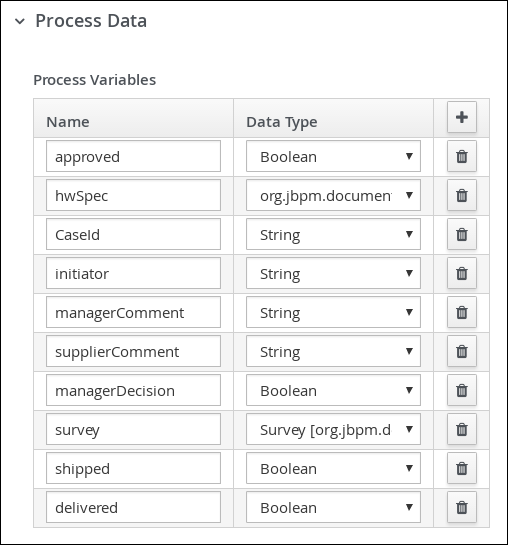 Process Data
Process Variables
Name Data Type
approved Boolean
hwSpec org.jbpm.documen
CaseId String
initiator String
managerComment String
supplierComment String
managerDecision Boolean
survey Survey [org.jbpm.d
shipped Boolean
delivered Boolean